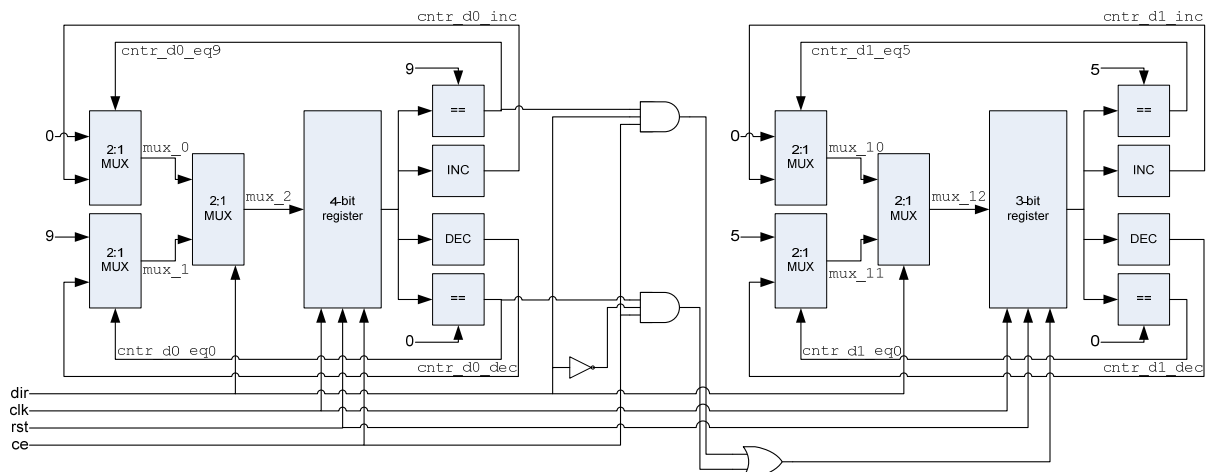 cntr_d0_inc
cntr_d0_eq9
9
==
0
2:1
MUX
mux_0
2:1
MUX
mux_2
4-bit
register
INC
9
2:1
MUX
mux_1
DEC
==
0
cntr_d0_eq0
cntr_d0_dec
cntr_d1_inc
cntr_d1_eq5
5
==
0
2:1
MUX
mux_10
2:1
MUX
mux_12
3-bit
register
INC
5
2:1
MUX
mux_11
DEC
==
0
cntr_d1_eq0
cntr_d1_dec
dir
clk
rst
ce